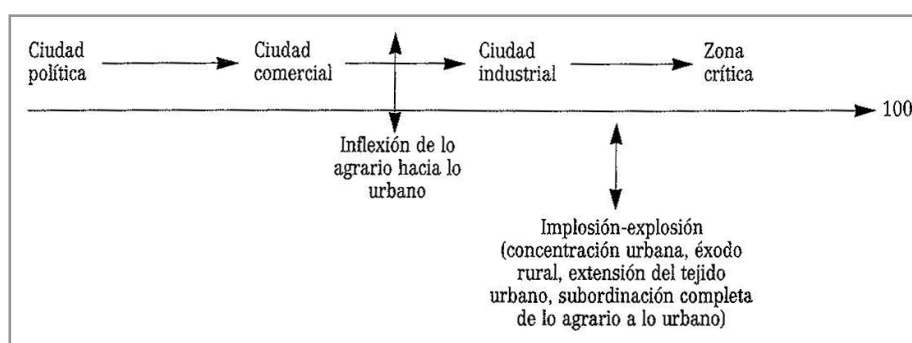 Ciudad política
Ciudad comercial
Ciudad industrial
Zona crítica
100
Inflexión de lo
agrario hacia lo
urbano
Implosión-explosión
(concentración urbana, éxodo
rural, extensión del tejido
urbano, subordinación completa
de lo agrario a lo urbano)